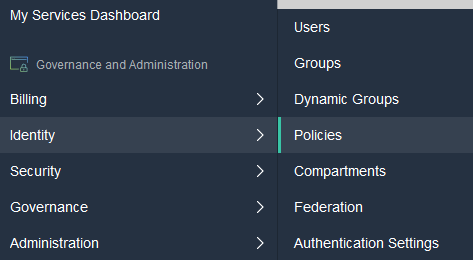 My Services Dashboard
Governance and Administration
Billing
Identity
Security
Governance
Administration
Users
Groups
Dynamic Groups
Policies
Compartments
Federation
Authentication Settings